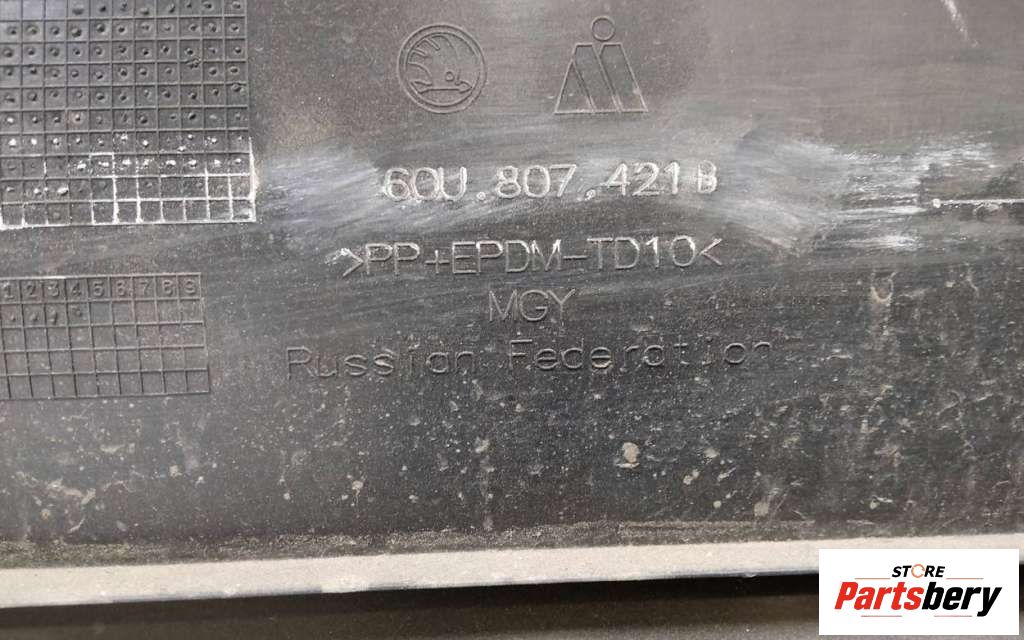 60U.807.421 B
>PP+EPDM-TD10<
1 2 3 4 5 6 7 8 9
MGY
Russian Federation
STORE
Partsbery